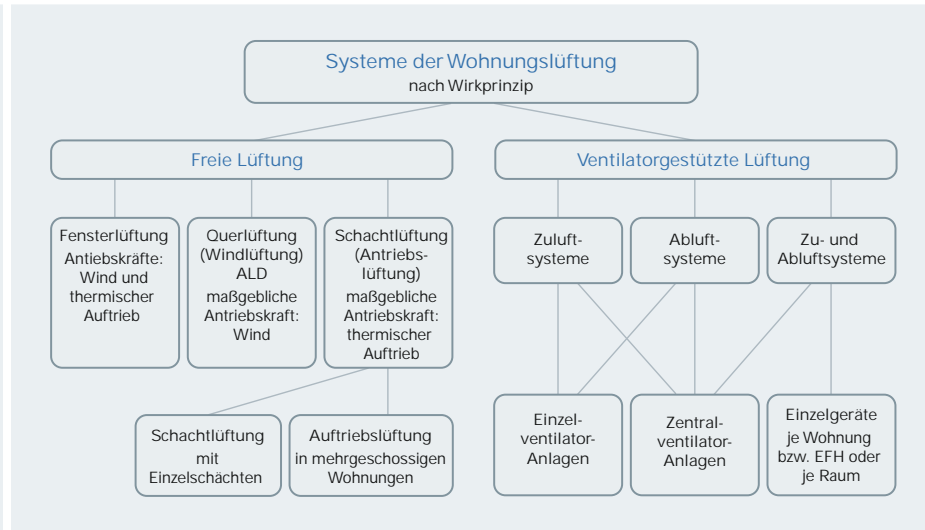 Systeme der Wohnungslüftung
nach Wirkprinzip
Freie Lüftung
Ventilatorgestützte Lüftung
Fensterlüftung
Antiebskräfte:
Wind und
thermischer
Auftrieb
Querlüftung
(Windlüftung)
ALD
maßgebliche
Antriebskraft:
Wind
Schachtlüftung
(Antriebs-
lüftung)
maßgebliche
Antriebskraft:
thermischer
Auftrieb
Zuluft-
systeme
Abluft-
systeme
Zu- und
Abluftsysteme
Schachtlüftung
mit
Einzelschächten
Auftriebslüftung
in mehrgeschossigen
Wohnungen
Einzel-
ventilator-
Anlagen
Zentral-
ventilator-
Anlagen
Einzelgeräte
je Wohnung
bzw. EFH oder
je Raum